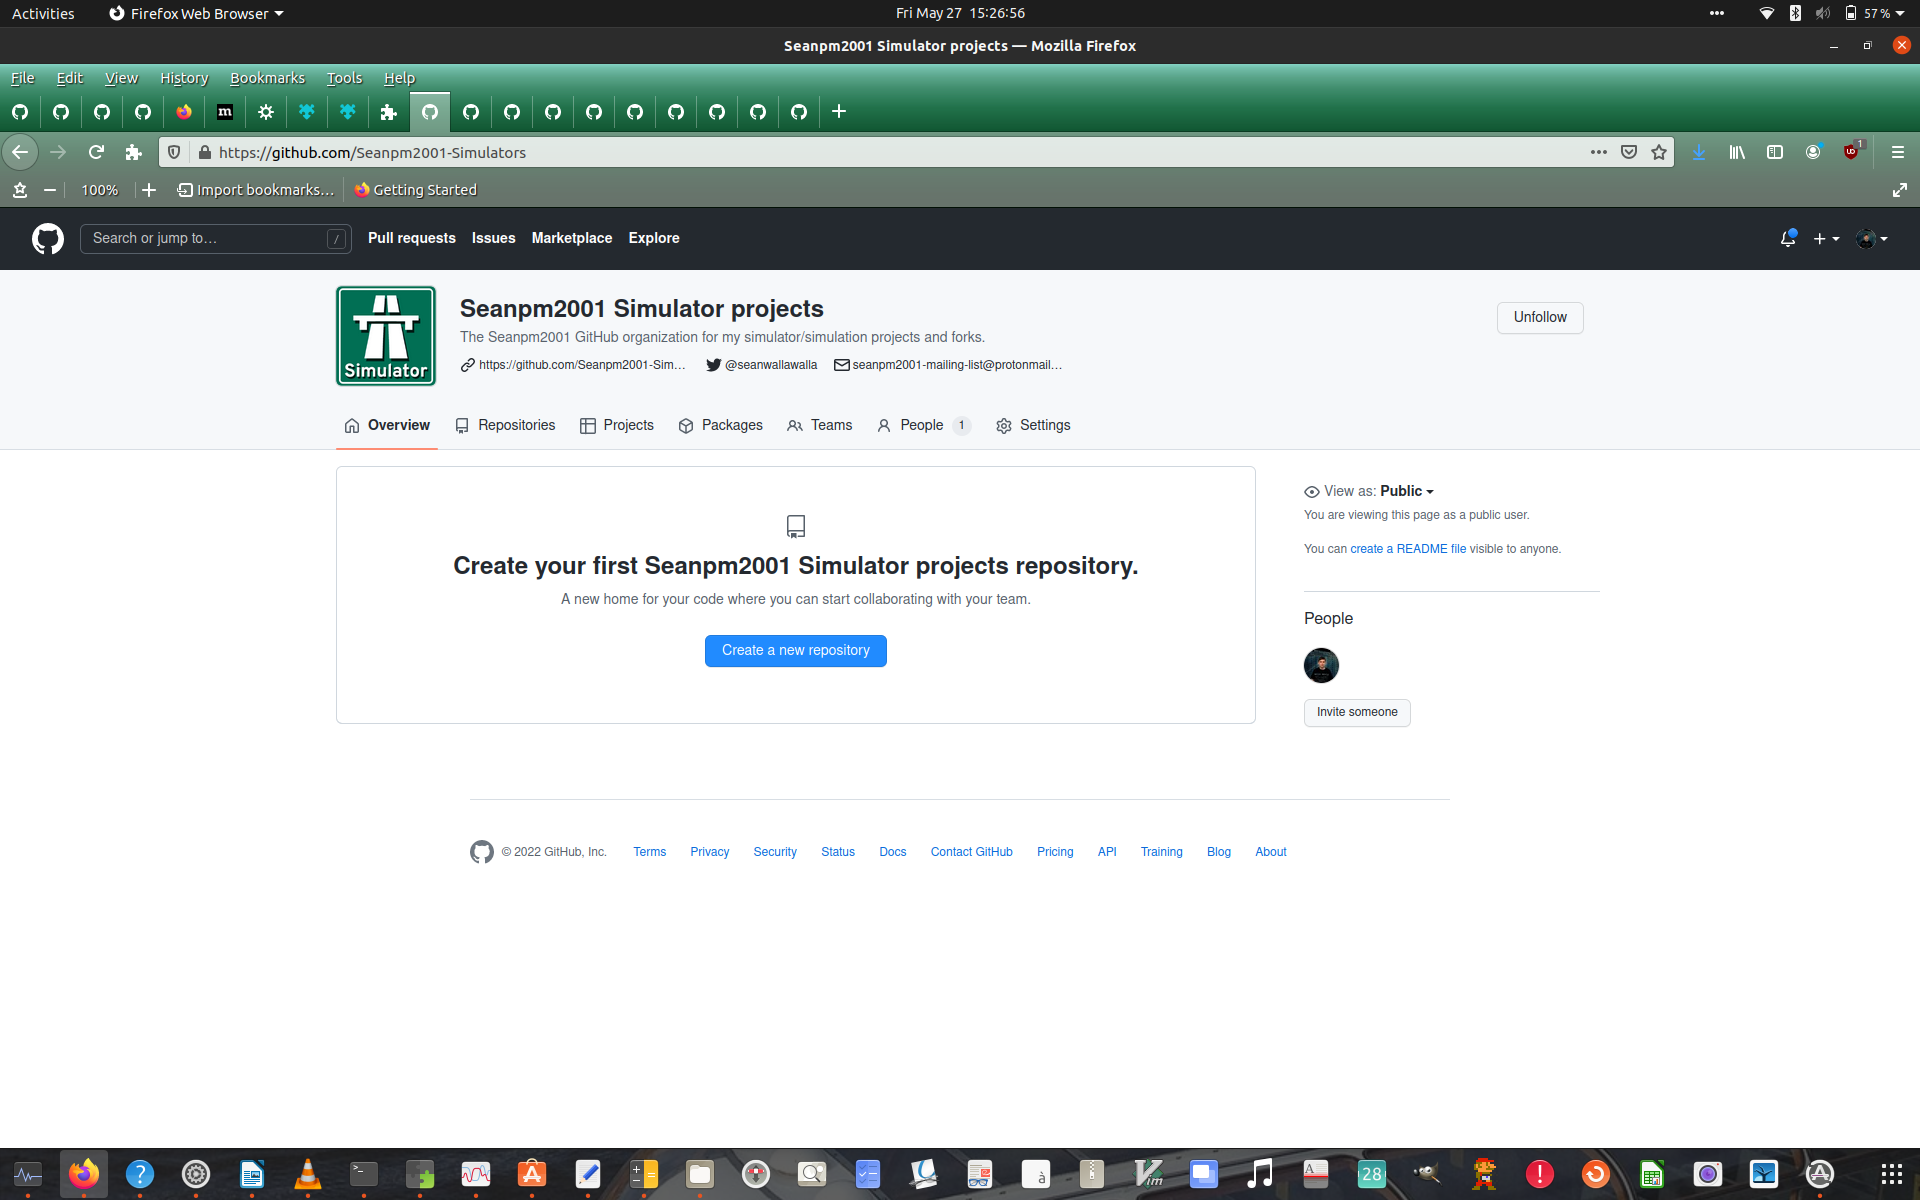 Activities Firefox Web Browser Fri May 27 15:26:56 57 %
Seanpm2001 Simulator projects — Mozilla Firefox
File Edit View History Bookmarks Tools Help
m
https://github.com/Seanpm2001-Simulators 1
100% Import bookmarks… Getting Started
Search or jump to… / Pull requests Issues Marketplace Explore
Simulator
Seanpm2001 Simulator projects
Unfollow
The Seanpm2001 GitHub organization for my simulator/simulation projects and forks.
https://github.com/Seanpm2001-Sim… @seanwallawalla seanpm2001-mailing-list@protonmail…
Overview Repositories Projects Packages Teams People 1 Settings
View as: Public
You are viewing this page as a public user.
You can create a README file visible to anyone.
Create your first Seanpm2001 Simulator projects repository.
A new home for your code where you can start collaborating with your team.
Create a new repository
People
Invite someone
© 2022 GitHub, Inc. Terms Privacy Security Status Docs Contact GitHub Pricing API Training Blog About
? >_ A à Vim A 28 !